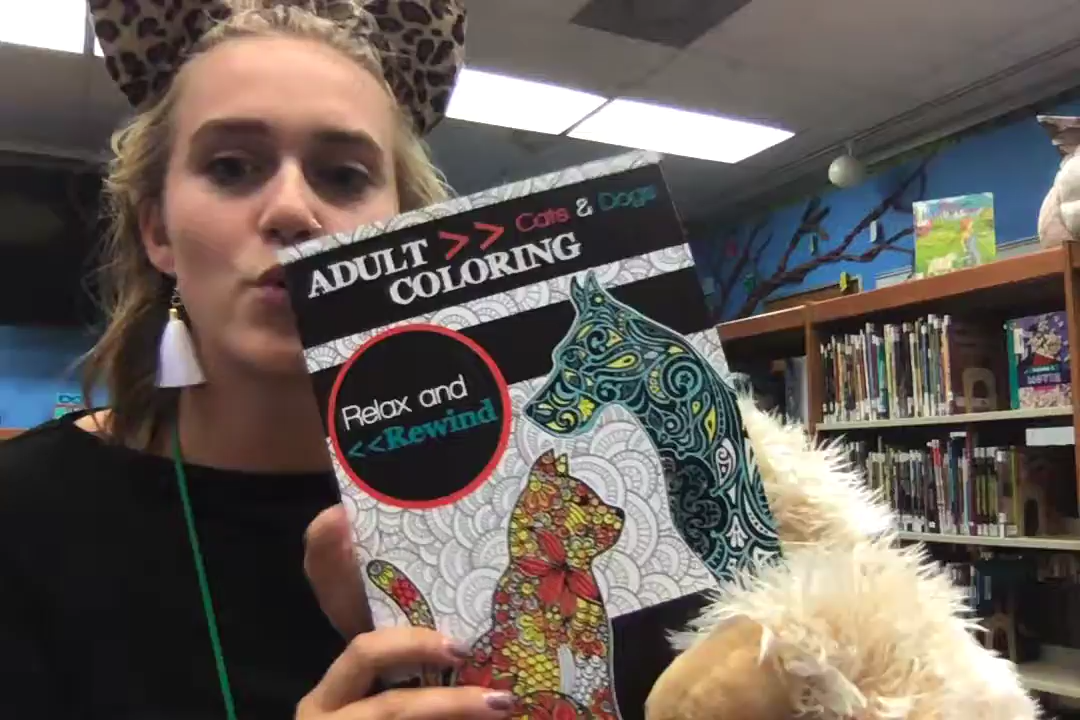 ADULT >> Cats & Dogs
COLORING
Relax and
<<Rewind